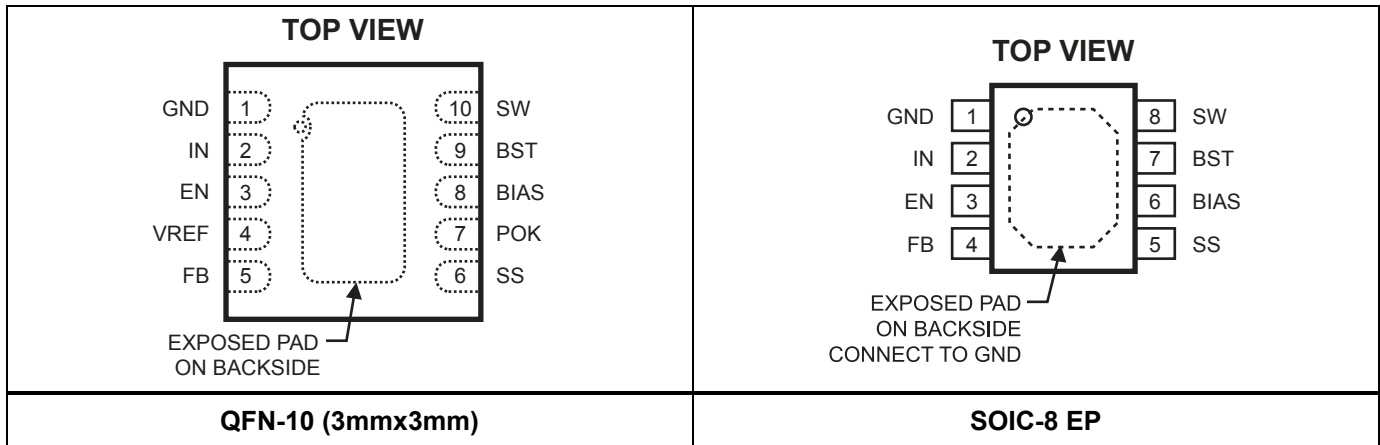 TOP VIEW
GND 1 10 SW
IN 2 9 BST
EN 3 8 BIAS
VREF 4 7 POK
FB 5 6 SS
EXPOSED PAD
ON BACKSIDE
QFN-10 (3mmx3mm)
TOP VIEW
GND 1 8 SW
IN 2 7 BST
EN 3 6 BIAS
FB 4 5 SS
EXPOSED PAD
ON BACKSIDE
CONNECT TO GND
SOIC-8 EP